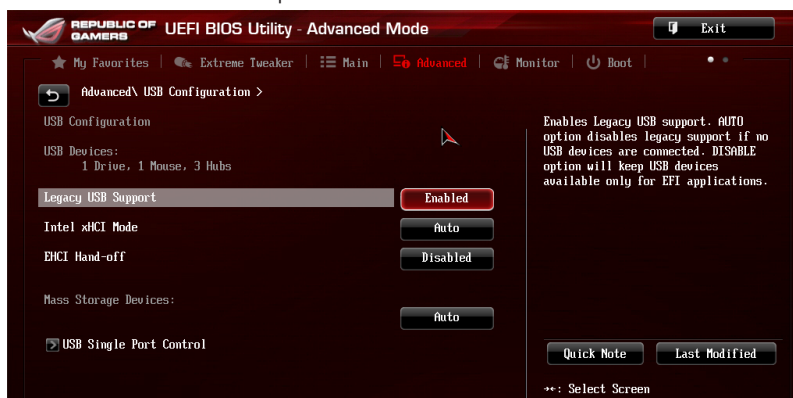 REPUBLIC OF GAMERS UEFI BIOS Utility - Advanced Mode Exit
My Favorites | Extreme Tweaker | Main | Advanced | Monitor | Boot |
Advanced\ USB Configuration >
USB Configuration
USB Devices:
1 Drive, 1 Mouse, 3 Hubs
Legacy USB Support Enabled
Intel xHCI Mode Auto
EHCI Hand-off Disabled
Mass Storage Devices:
Auto
USB Single Port Control
Enables Legacy USB support. AUTO
option disables legacy support if no
USB devices are connected. DISABLE
option will keep USB devices
available only for EFI applications.
Quick Note Last Modified
→←: Select Screen